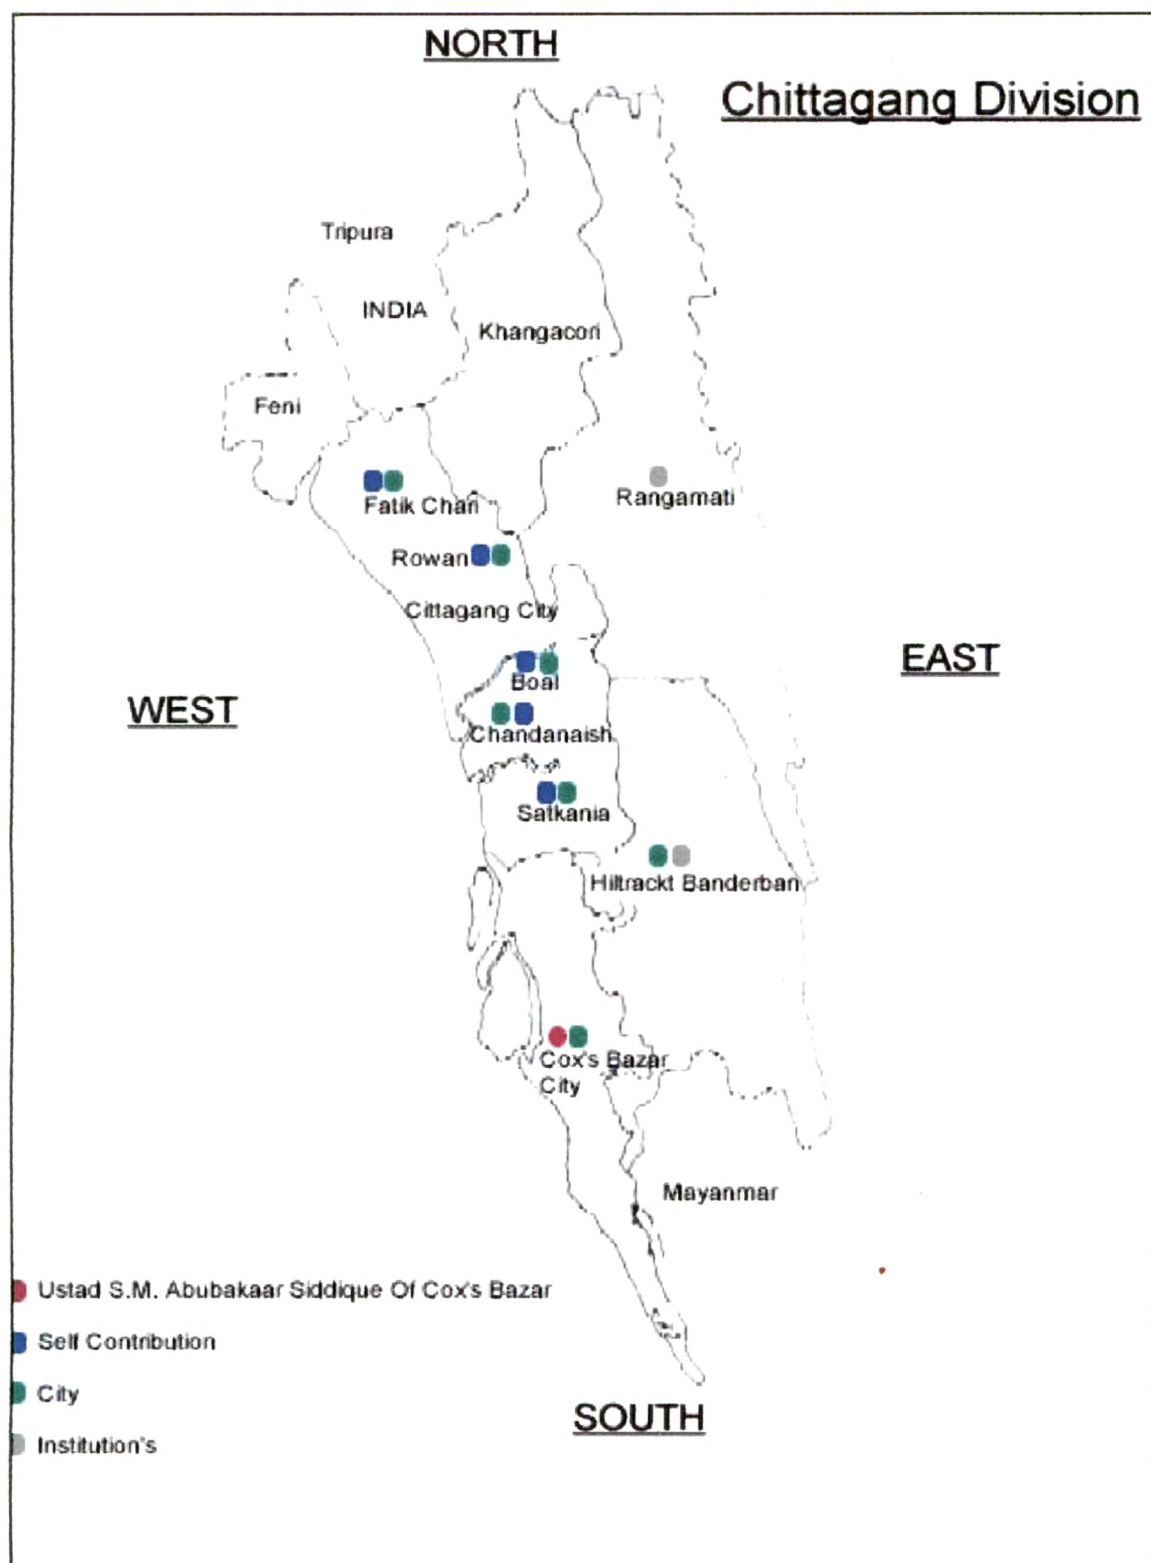 NORTH
Chittagang Division
Tripura
INDIA
Khangacori
Feni
Rangamati
Fatik Chari
Rowan
Cittagang City
EAST
Boal
WEST
Chandanaish
Satkania
Hiltrackt Banderban
Cox's Bazar
City
Mayanmar
Ustad S.M. Abubakaar Siddique Of Cox's Bazar
Self Contribution
City
SOUTH
Institution's